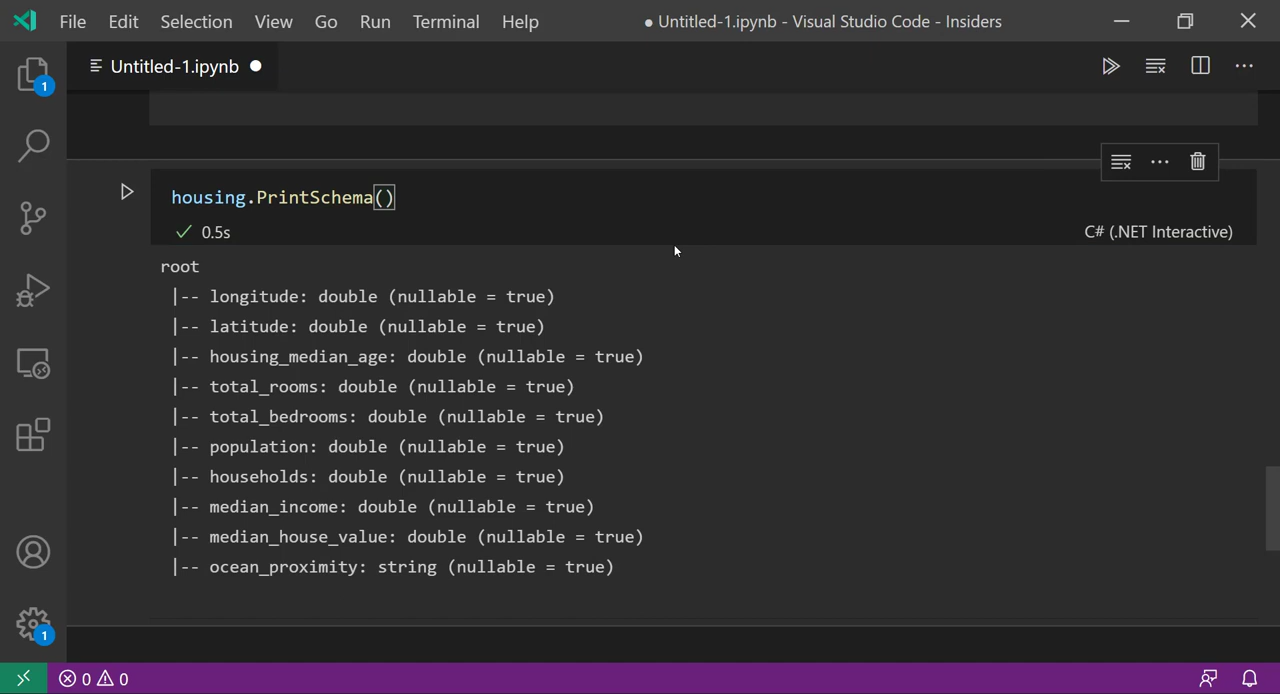 File Edit Selection View Go Run Terminal Help ● Untitled-1.ipynb - Visual Studio Code - Insiders
Untitled-1.ipynb ●
1
housing.PrintSchema()
✓ 0.5s C# (.NET Interactive)
root
|-- longitude: double (nullable = true)
|-- latitude: double (nullable = true)
|-- housing_median_age: double (nullable = true)
|-- total_rooms: double (nullable = true)
|-- total_bedrooms: double (nullable = true)
|-- population: double (nullable = true)
|-- households: double (nullable = true)
|-- median_income: double (nullable = true)
|-- median_house_value: double (nullable = true)
|-- ocean_proximity: string (nullable = true)
1
0 0